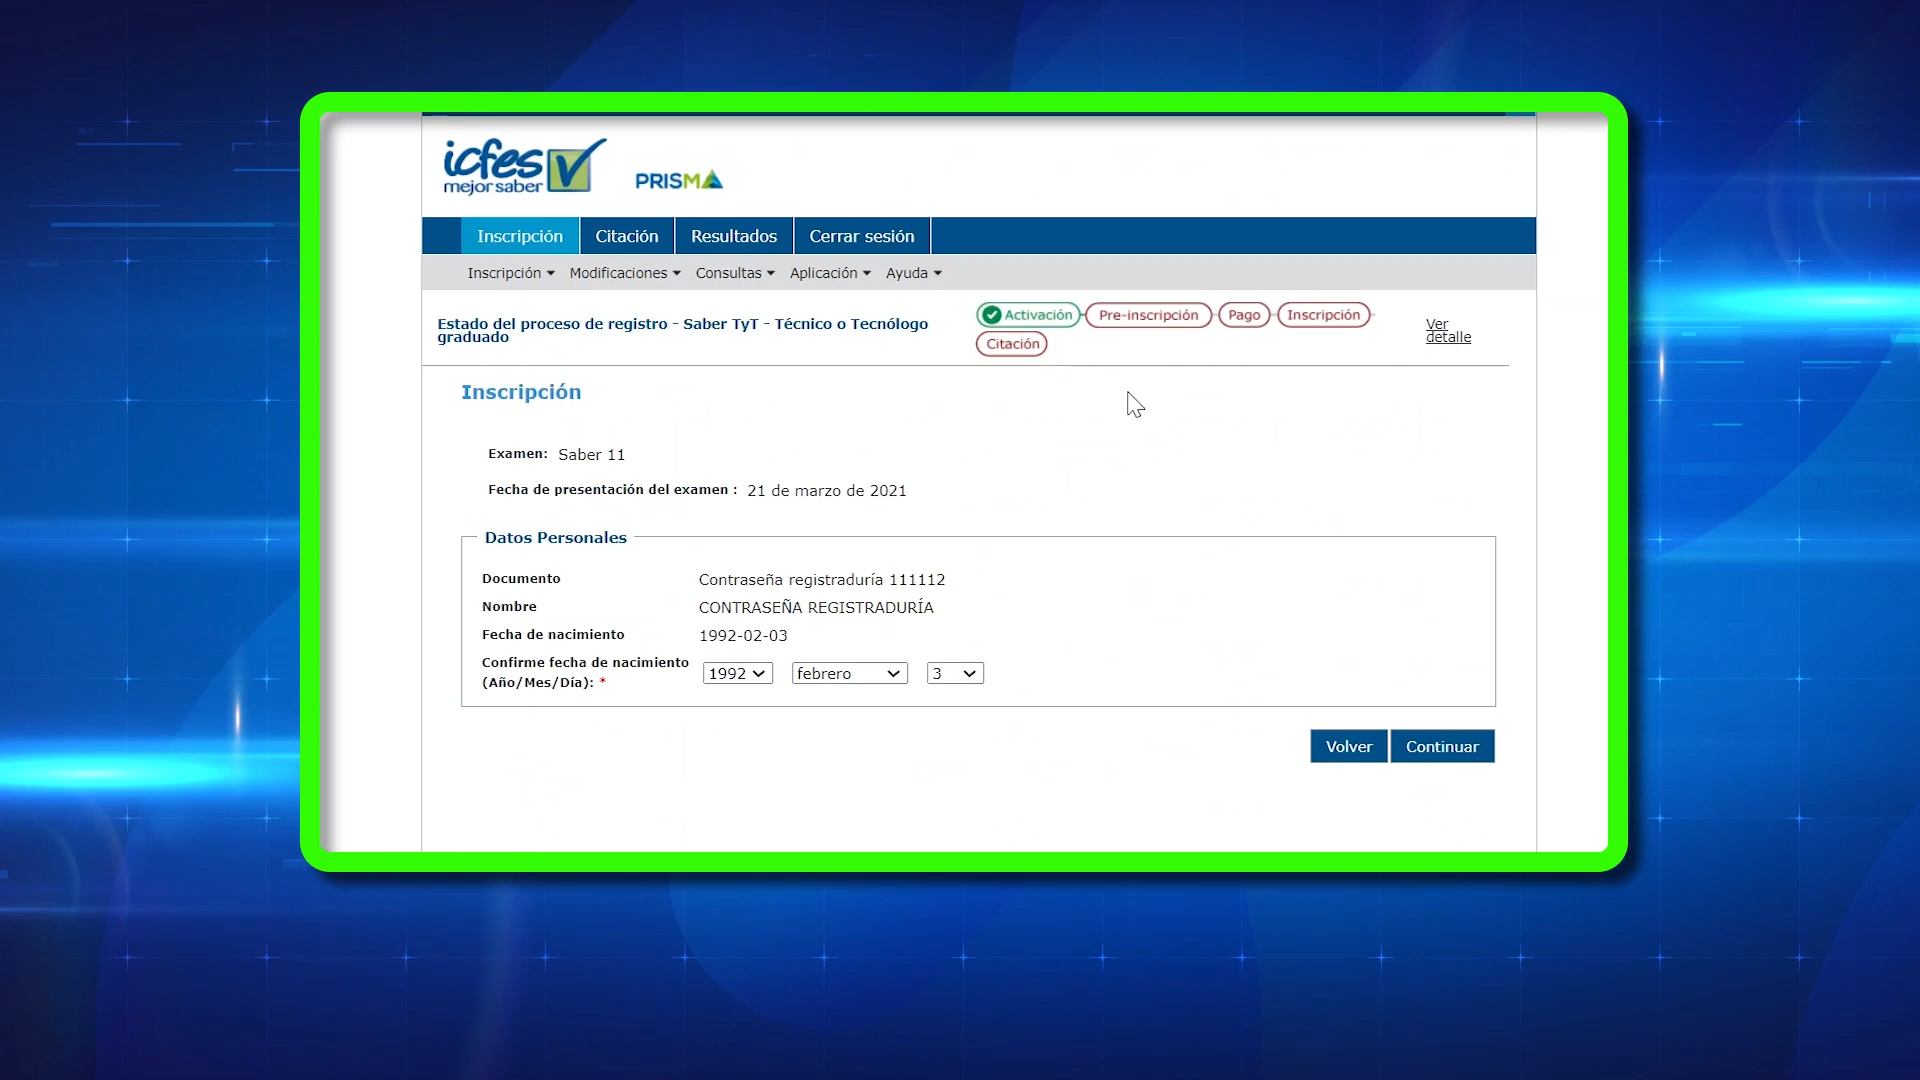 icfes
mejor saber
PRISMA
Inscripción Citación Resultados Cerrar sesión
Inscripción Modificaciones Consultas Aplicación Ayuda
Estado del proceso de registro - Saber TyT - Técnico o Tecnólogo
graduado
Activación Pre-inscripción Pago Inscripción
Citación
Ver
detalle
Inscripción
Examen: Saber 11
Fecha de presentación del examen : 21 de marzo de 2021
Datos Personales
Documento Contraseña registraduría 111112
Nombre CONTRASEÑA REGISTRADURÍA
Fecha de nacimiento 1992-02-03
Confirme fecha de nacimiento
(Año/Mes/Día): * 1992 febrero 3
Volver Continuar